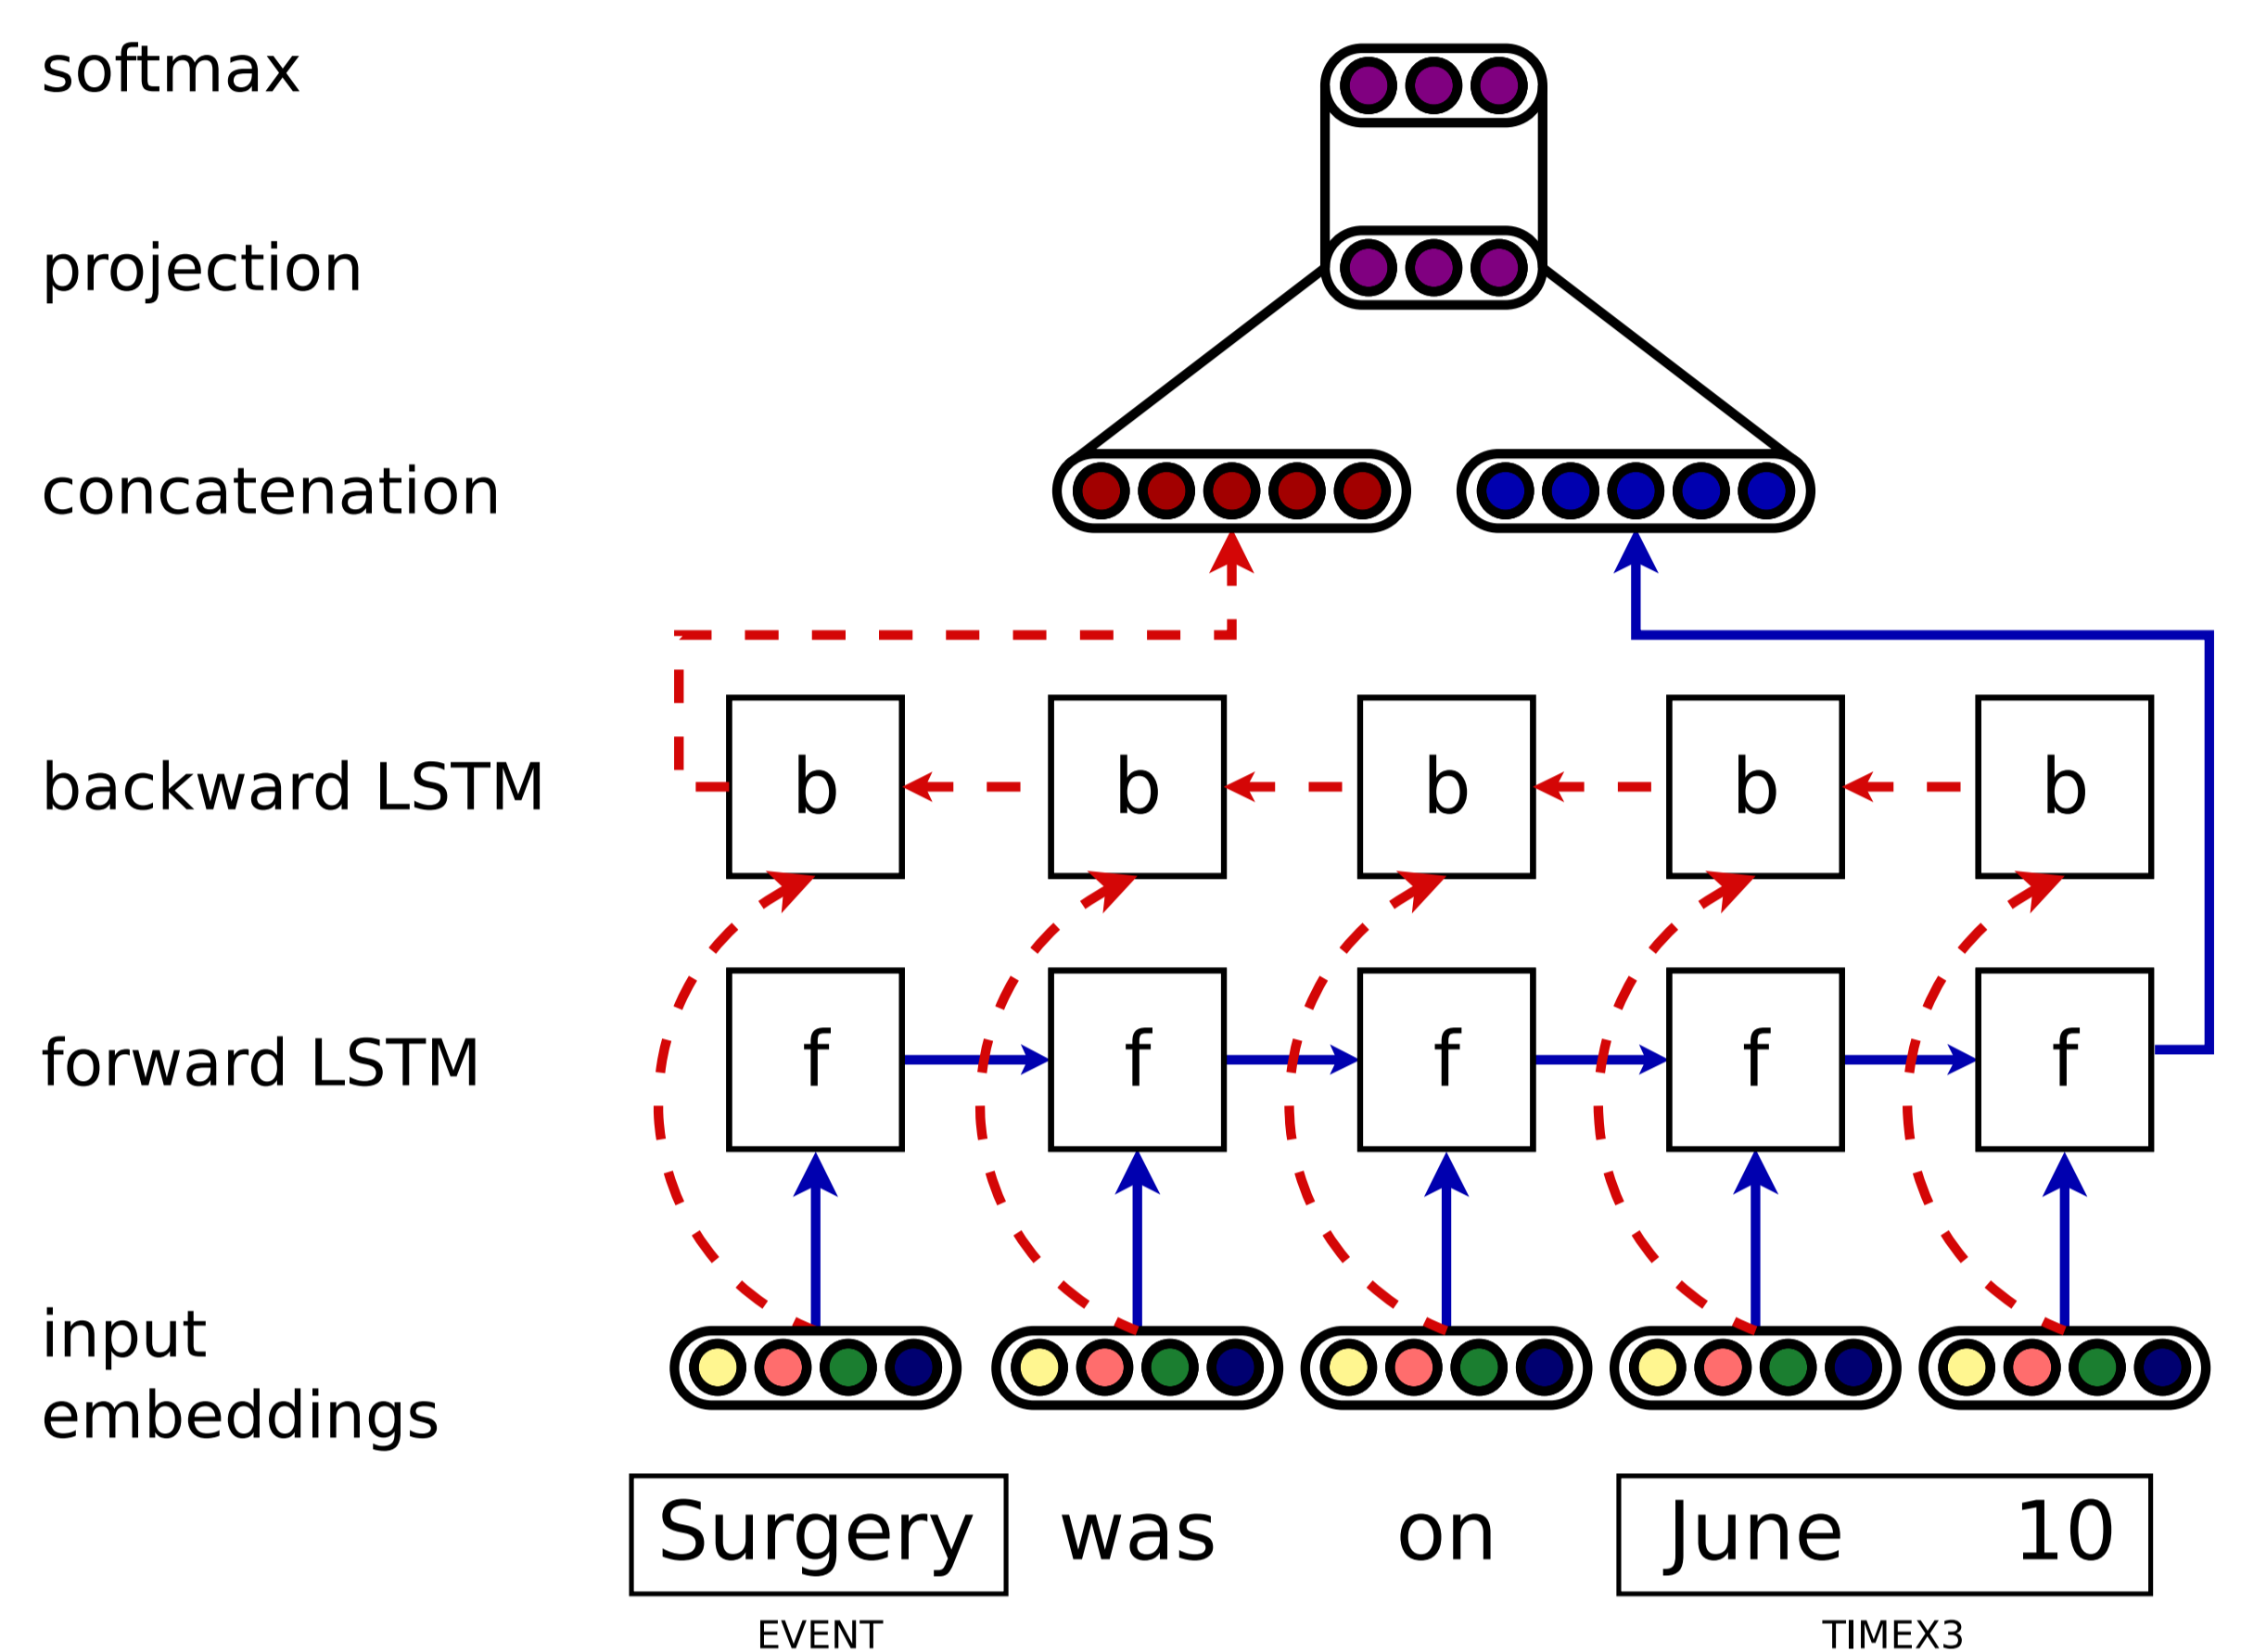 softmax
projection
concatenation
backward LSTM
b b b b b
forward LSTM
f f f f f
input
embeddings
Surgery was on June 10
EVENT TIMEX3